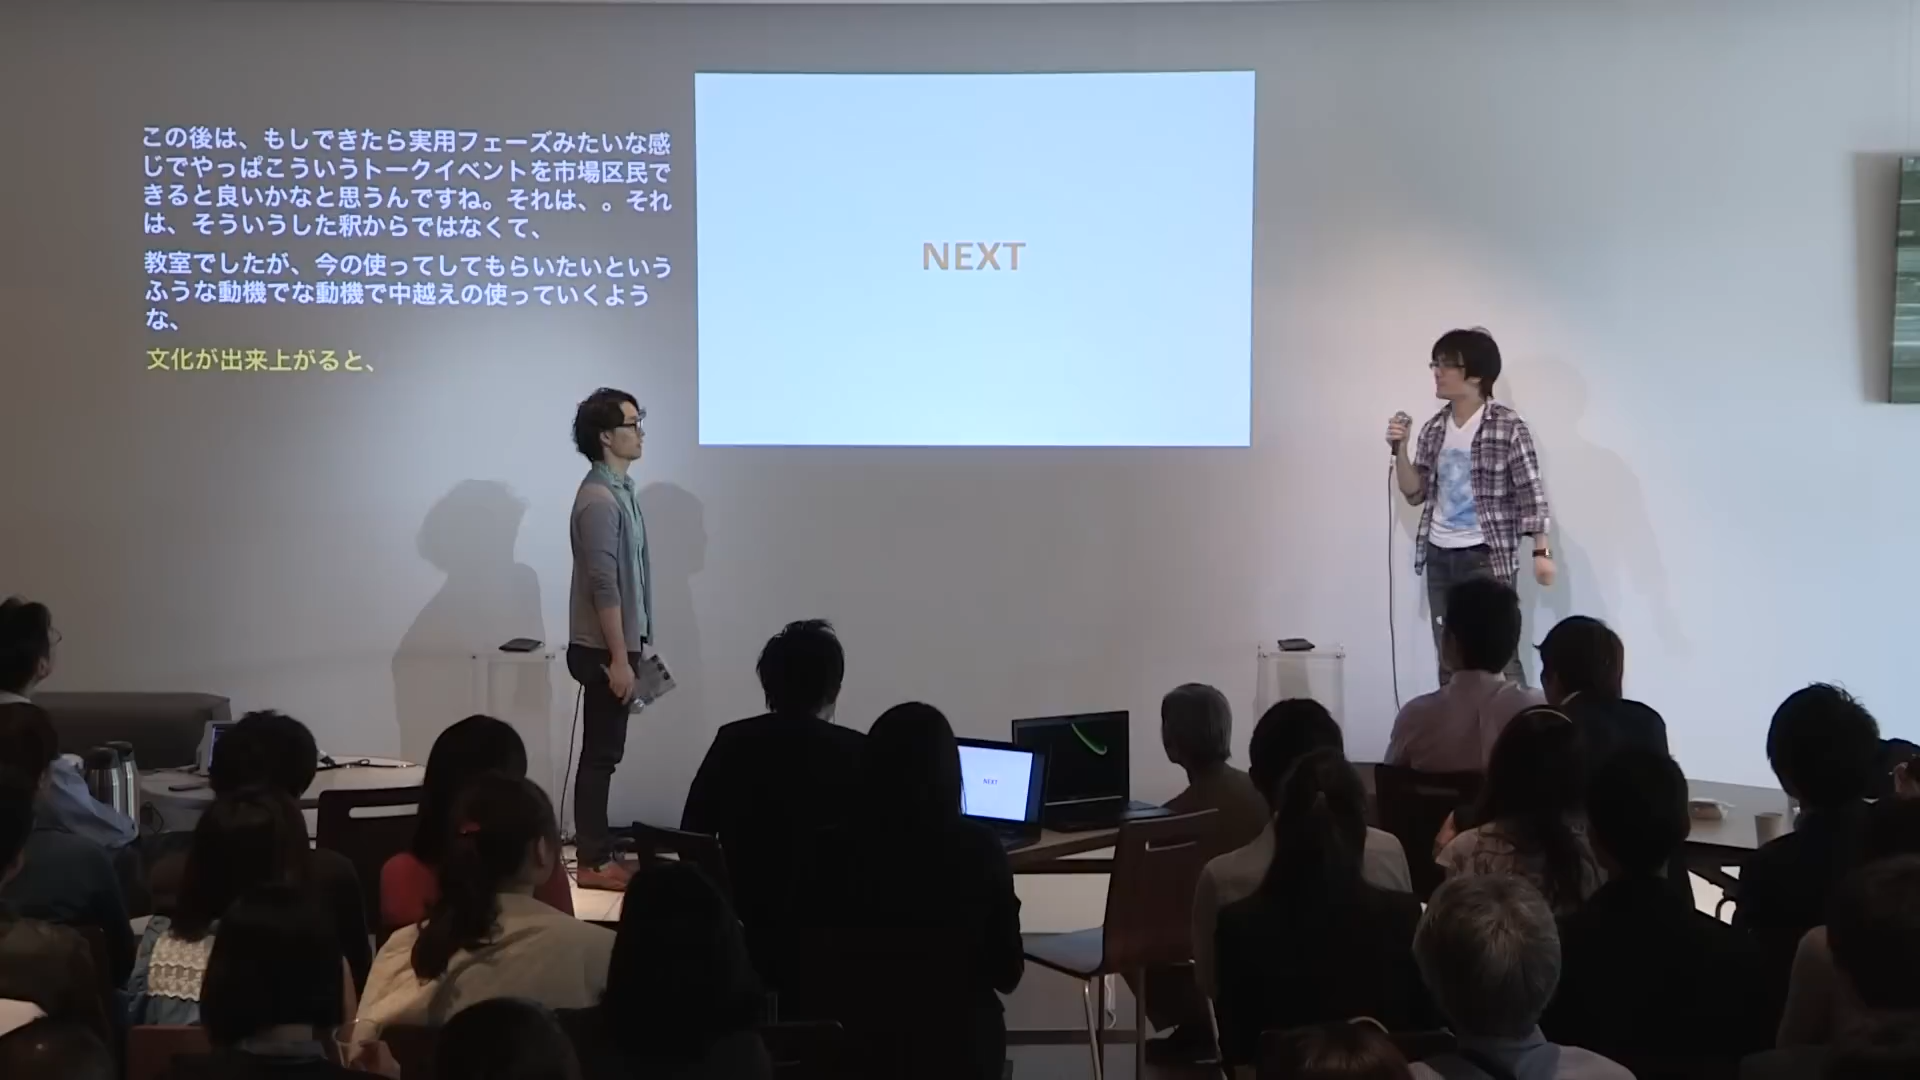 この後は、もしできたら実用フェーズみたいな感
じでやっぱこういうトークイベントを市場区民で
きると良いかなと思うんですね。それは、。それ
は、そういうした釈からではなくて、
教室でしたが、今の使ってしてもらいたいという
ふうな動機でな動機で中越えの使っていくよう
な、
文化が出来上がると、
NEXT
NEXT